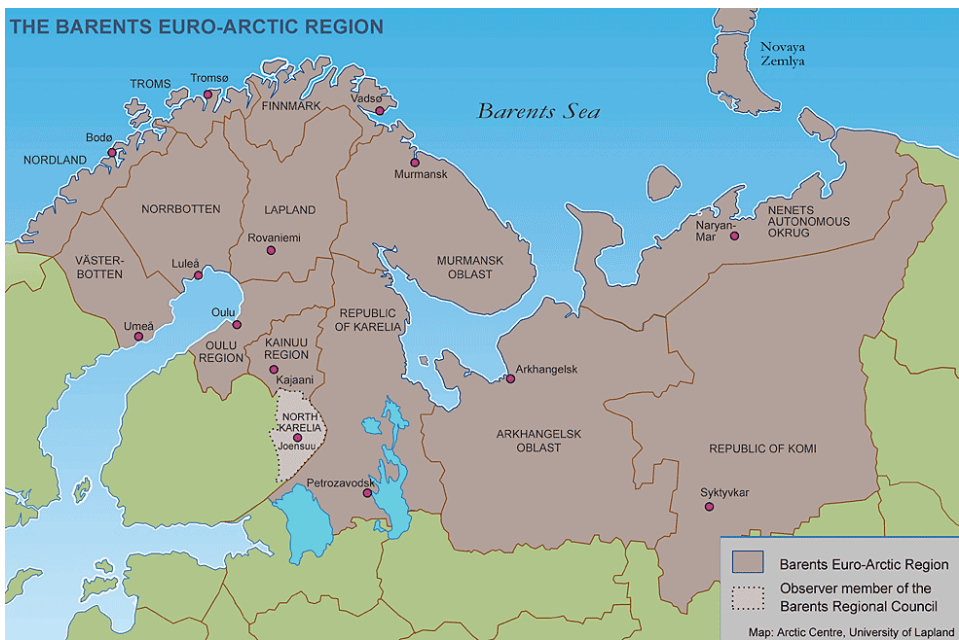 THE BARENTS EURO-ARCTIC REGION
Novaya
Zemlya
Tromsø
TROMS
FINNMARK
Vadsø
Barents Sea
Bodø
NORDLAND
Murmansk
NORRBOTTEN
LAPLAND
NENETS
AUTONOMOUS
OKRUG
Naryan-
Mar
Rovaniemi
VÄSTER-
BOTTEN
Luleå
MURMANSK
OBLAST
REPUBLIC
OF KARELIA
Oulu
Umeå
OULU
REGION
KAINUU
REGION
Kajaani
Arkhangelsk
NORTH
KARELIA
Joensuu
ARKHANGELSK
OBLAST
REPUBLIC OF KOMI
Petrozavodsk
Syktyvkar
Barents Euro-Arctic Region
Observer member of the
Barents Regional Council
Map: Arctic Centre, University of Lapland